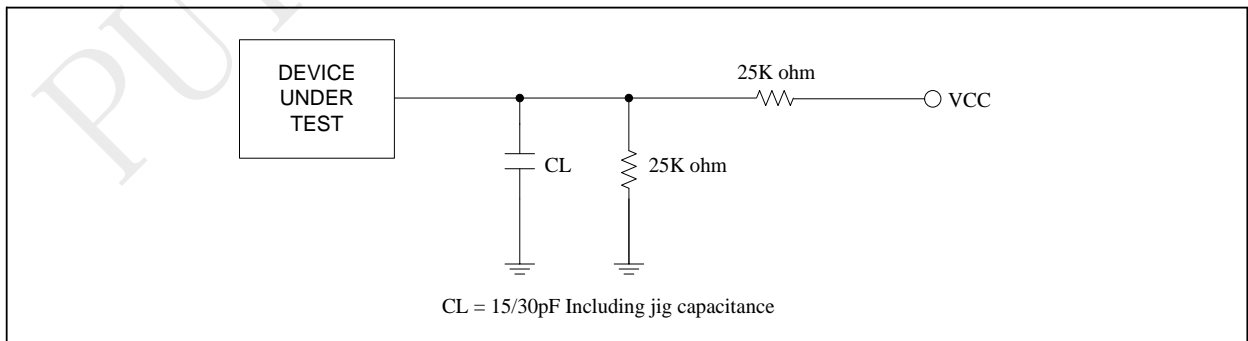 DEVICE
UNDER
TEST
25K ohm
VCC
CL
25K ohm
CL = 15/30pF Including jig capacitance